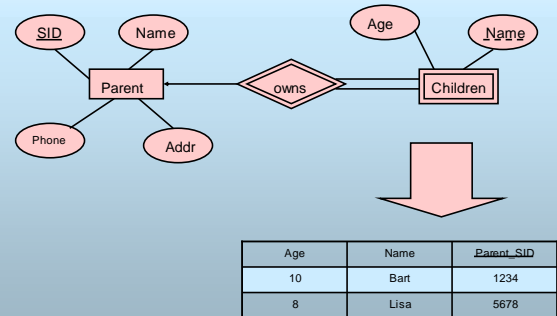 SID Name Age Name
Parent owns Children
Phone Addr
Age Name Parent_SID
10 Bart 1234
8 Lisa 5678